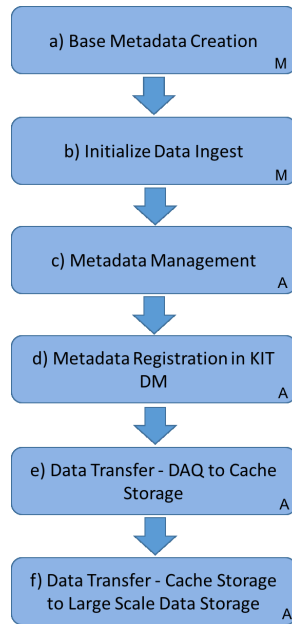 a) Base Metadata Creation
M
b) Initialize Data Ingest
M
c) Metadata Management
A
d) Metadata Registration in KIT
DM
A
e) Data Transfer - DAQ to Cache
Storage
A
f) Data Transfer - Cache Storage
to Large Scale Data Storage
A